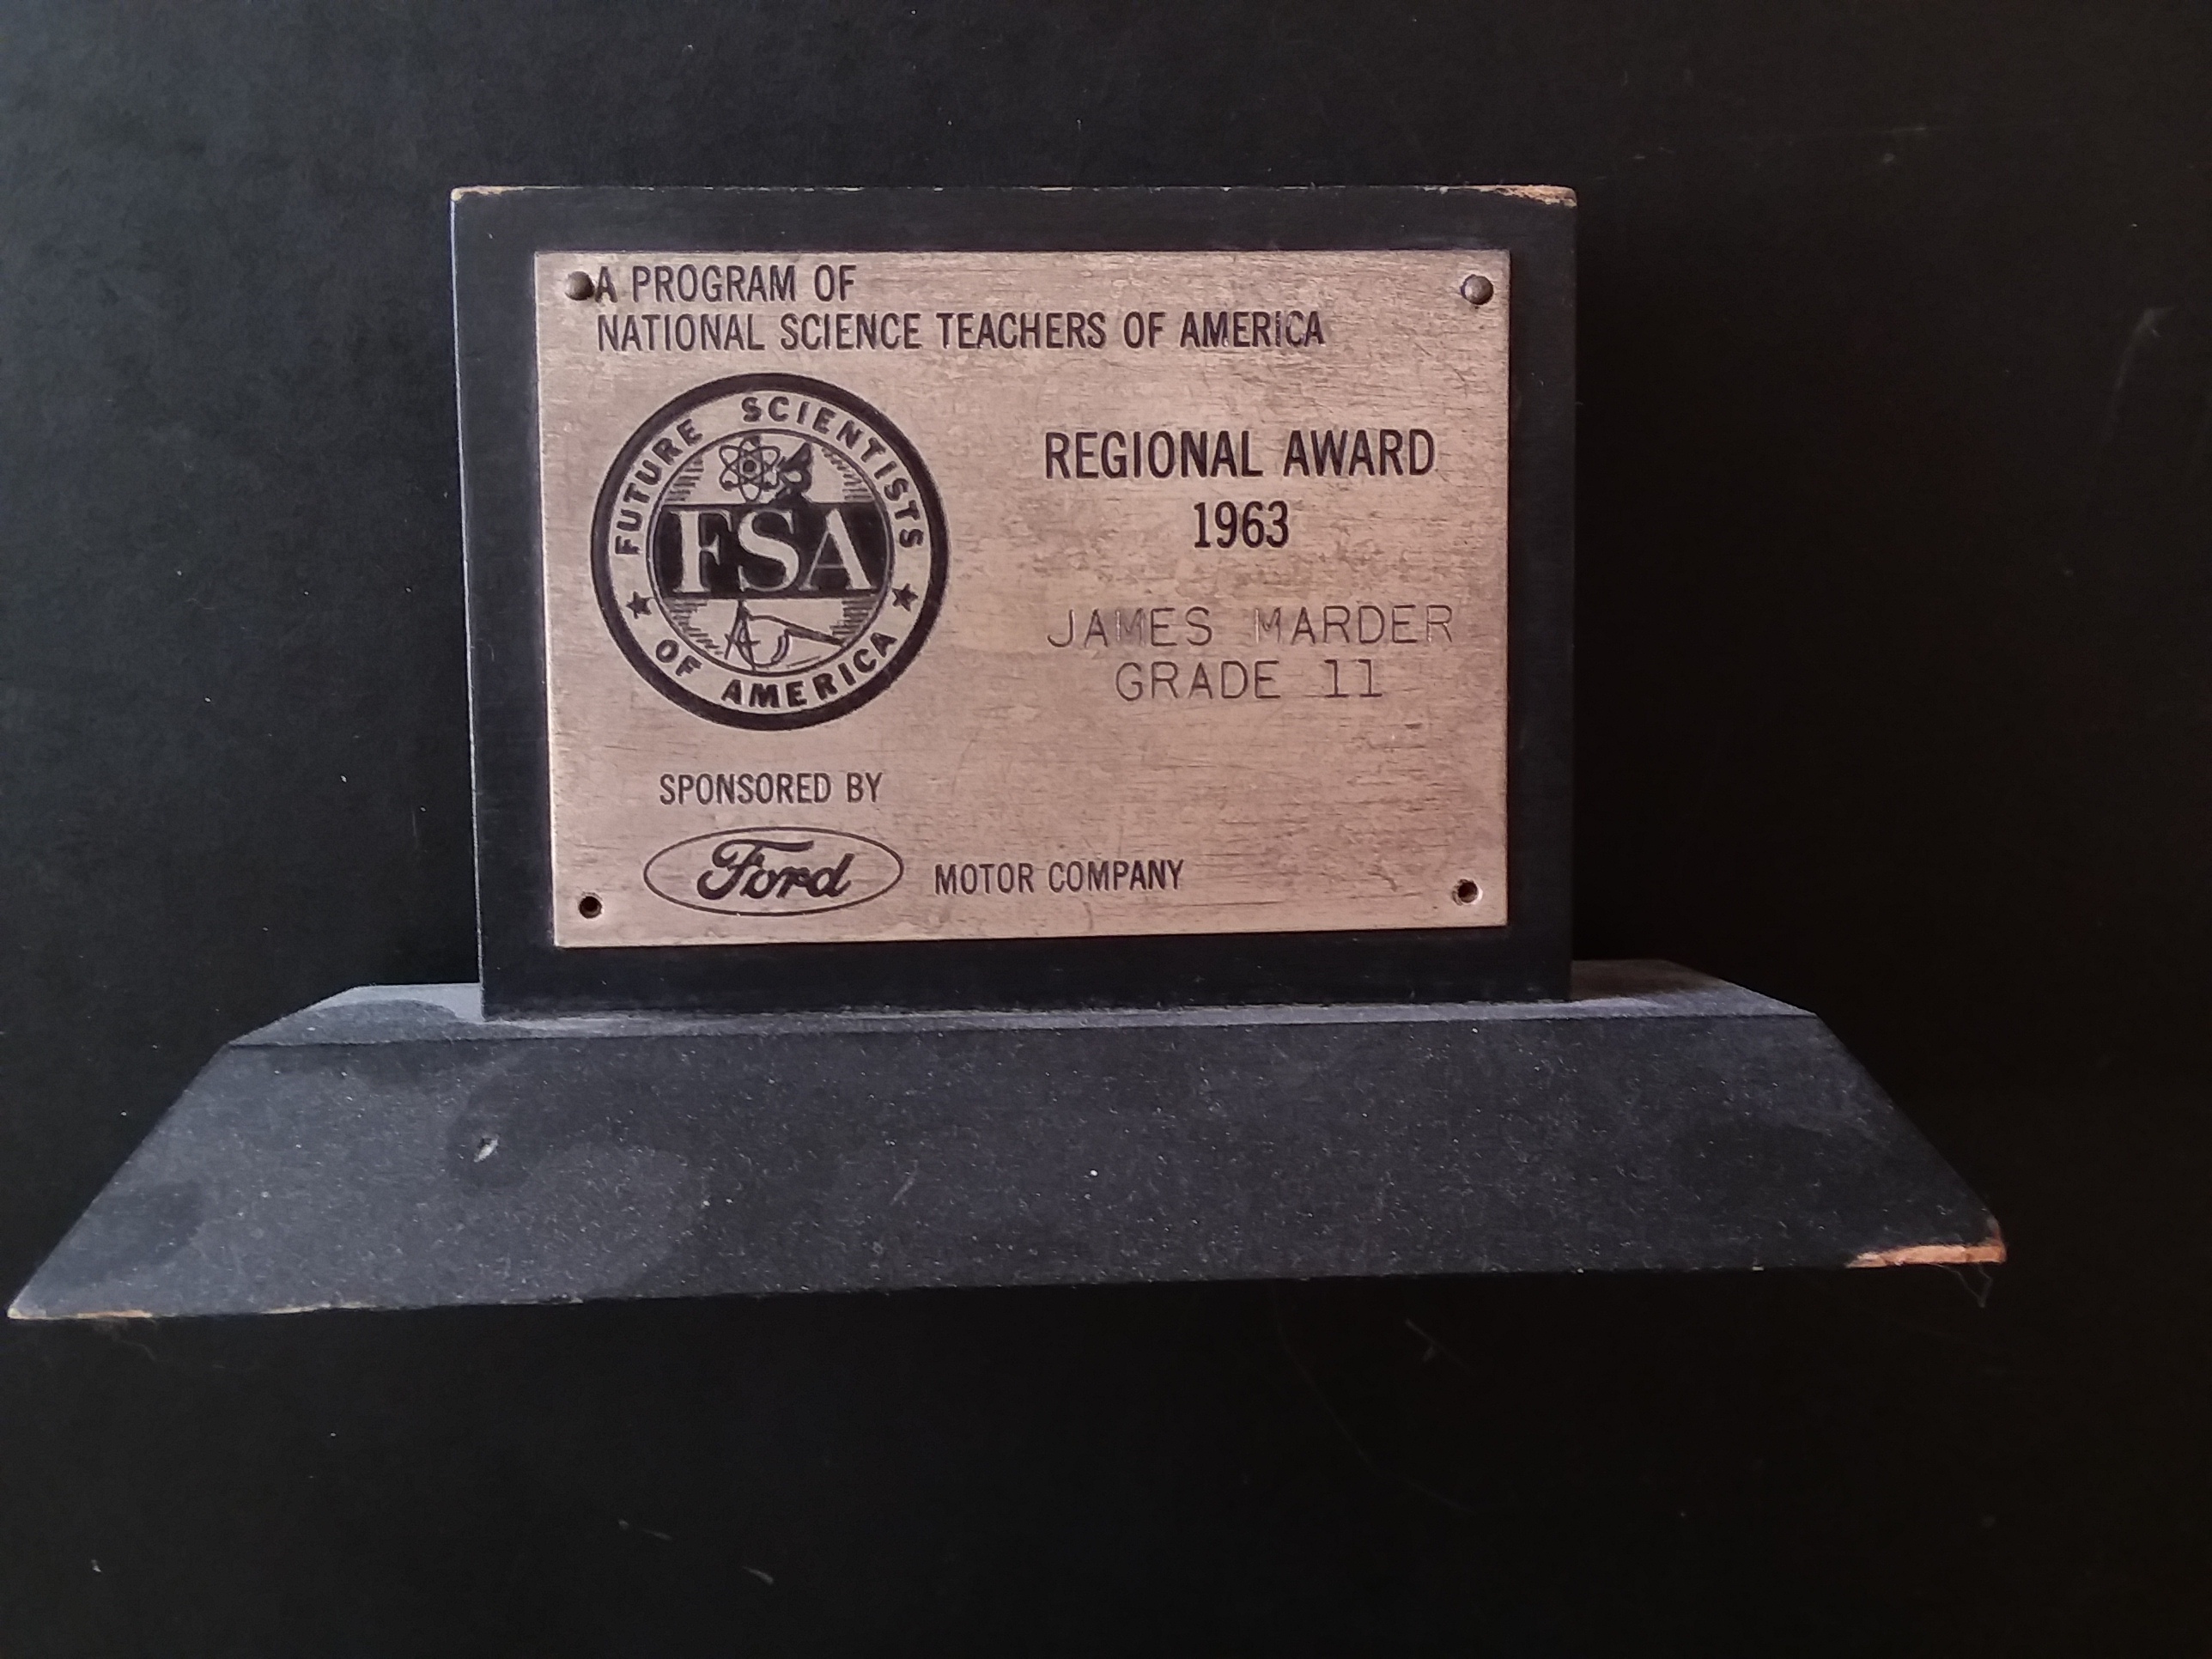 A PROGRAM OF
NATIONAL SCIENCE TEACHERS OF AMERICA
FUTURE SCIENTISTS
FSA
★ OF AMERICA ★
REGIONAL AWARD
1963
JAMES MARDER
GRADE 11
SPONSORED BY
Ford MOTOR COMPANY